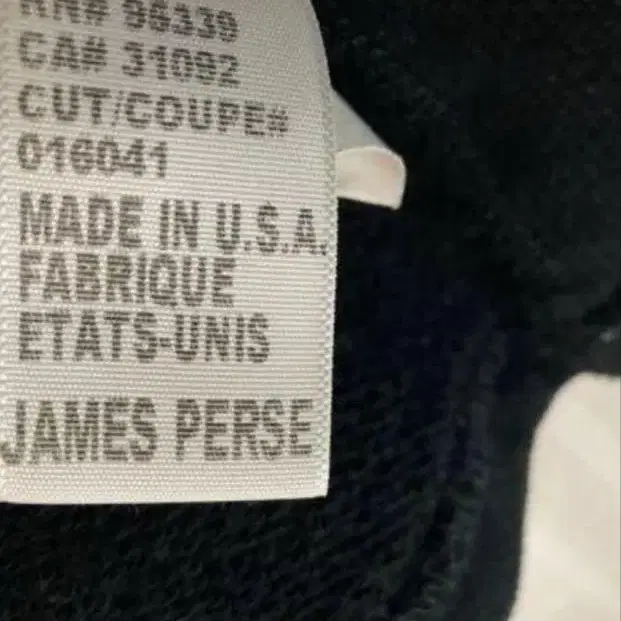 RN# 96339
CA# 31092
CUT/COUPE#
016041
MADE IN U.S.A.
FABRIQUE
ETATS-UNIS
JAMES PERSE